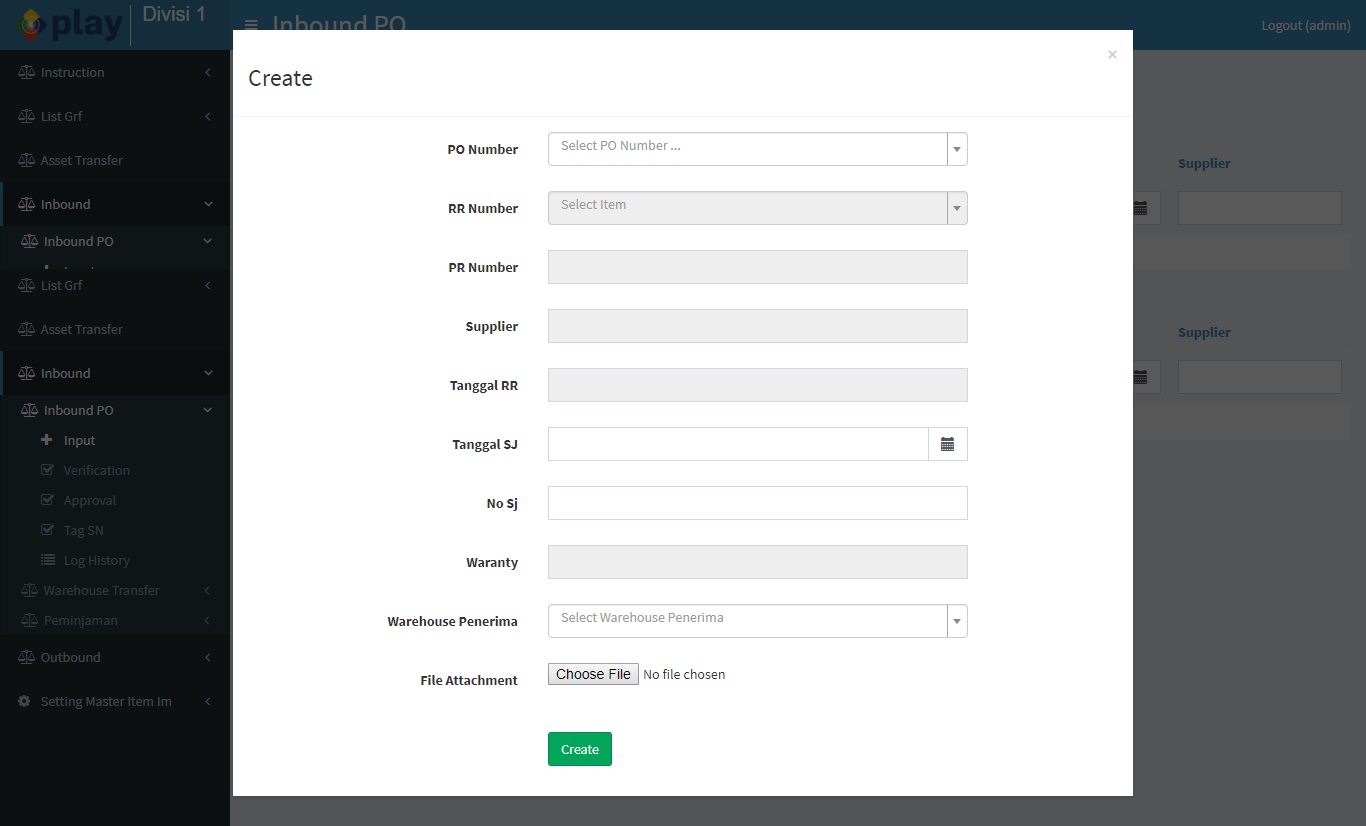 play
Divisi 1
Inbound PO
Logout (admin)
Instruction
List Grf
Asset Transfer
Inbound
Inbound PO
List Grf
Asset Transfer
Inbound
Inbound PO
Input
Verification
Approval
Tag SN
Log History
Warehouse Transfer
Peminjaman
Outbound
Setting Master Item Im
×
Create
PO Number
Select PO Number ...
RR Number
Select Item
PR Number
Supplier
Tanggal RR
Tanggal SJ
No Sj
Waranty
Warehouse Penerima
Select Warehouse Penerima
File Attachment
Choose File No file chosen
Create
Supplier
Supplier